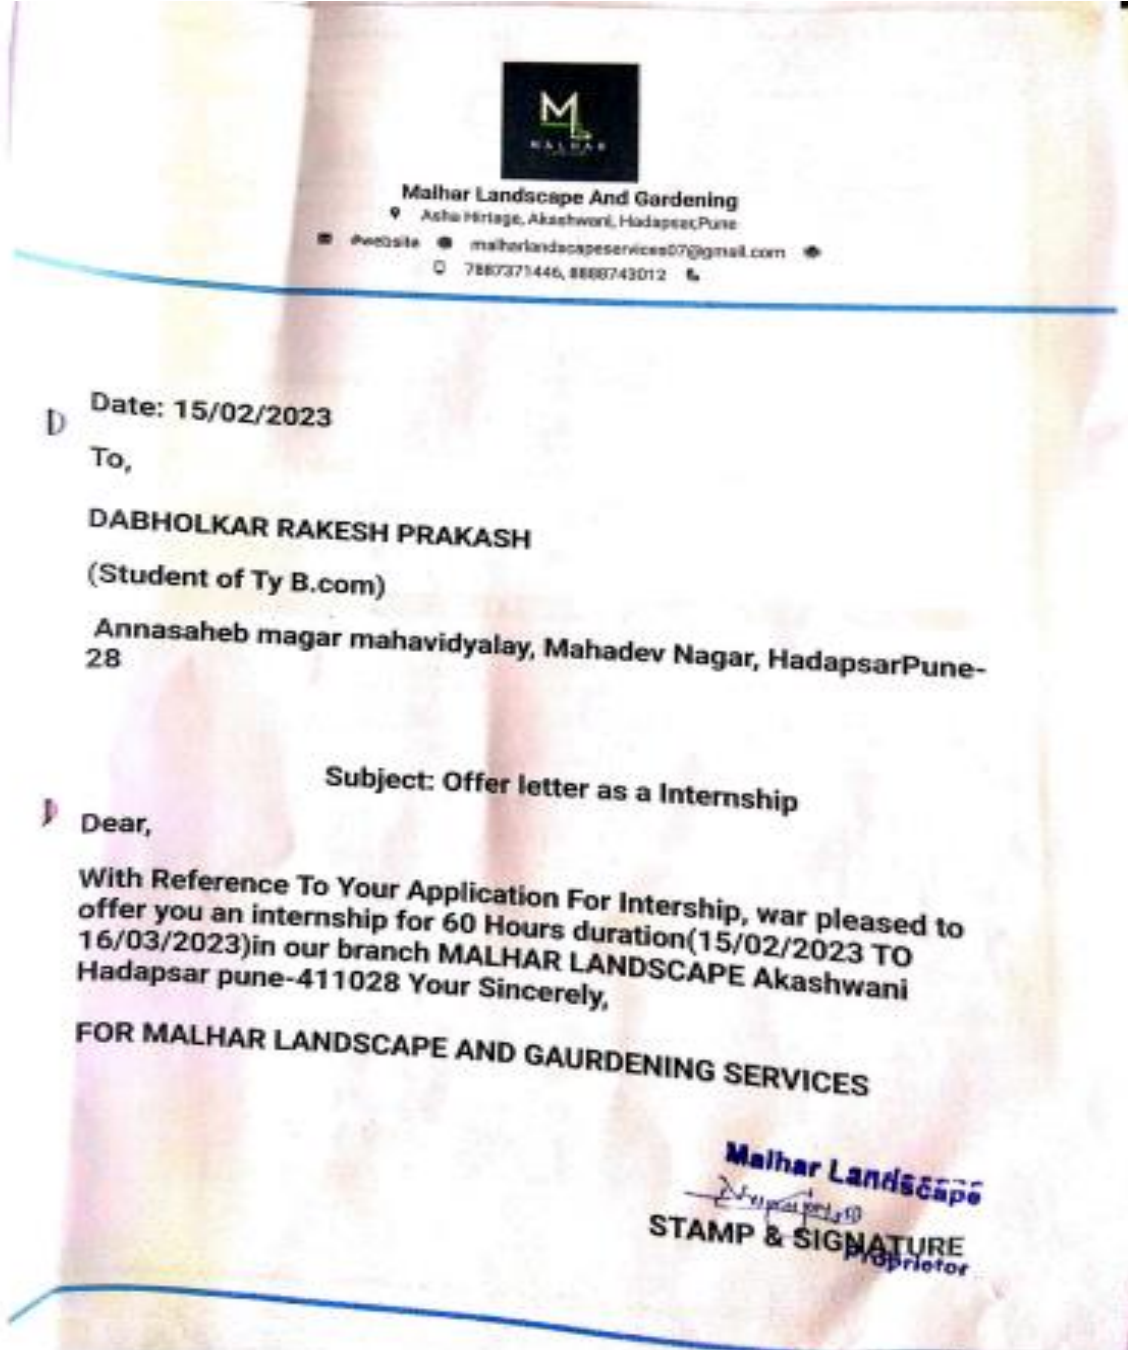 M
MALHAR
Malhar Landscape And Gardening
Asha Hirtage, Akashwani, Hadapsar,Pune
#website malharlandscapeservices07@gmail.com
7887371446, 8888743012
Date: 15/02/2023
To,
DABHOLKAR RAKESH PRAKASH
(Student of Ty B.com)
Annasaheb magar mahavidyalay, Mahadev Nagar, HadapsarPune-
28
Subject: Offer letter as a Internship
Dear,
With Reference To Your Application For Intership, war pleased to
offer you an internship for 60 Hours duration(15/02/2023 TO
16/03/2023)in our branch MALHAR LANDSCAPE Akashwani
Hadapsar pune-411028 Your Sincerely,
FOR MALHAR LANDSCAPE AND GAURDENING SERVICES
Malhar Landscape
STAMP & SIGNATURE
Proprietor